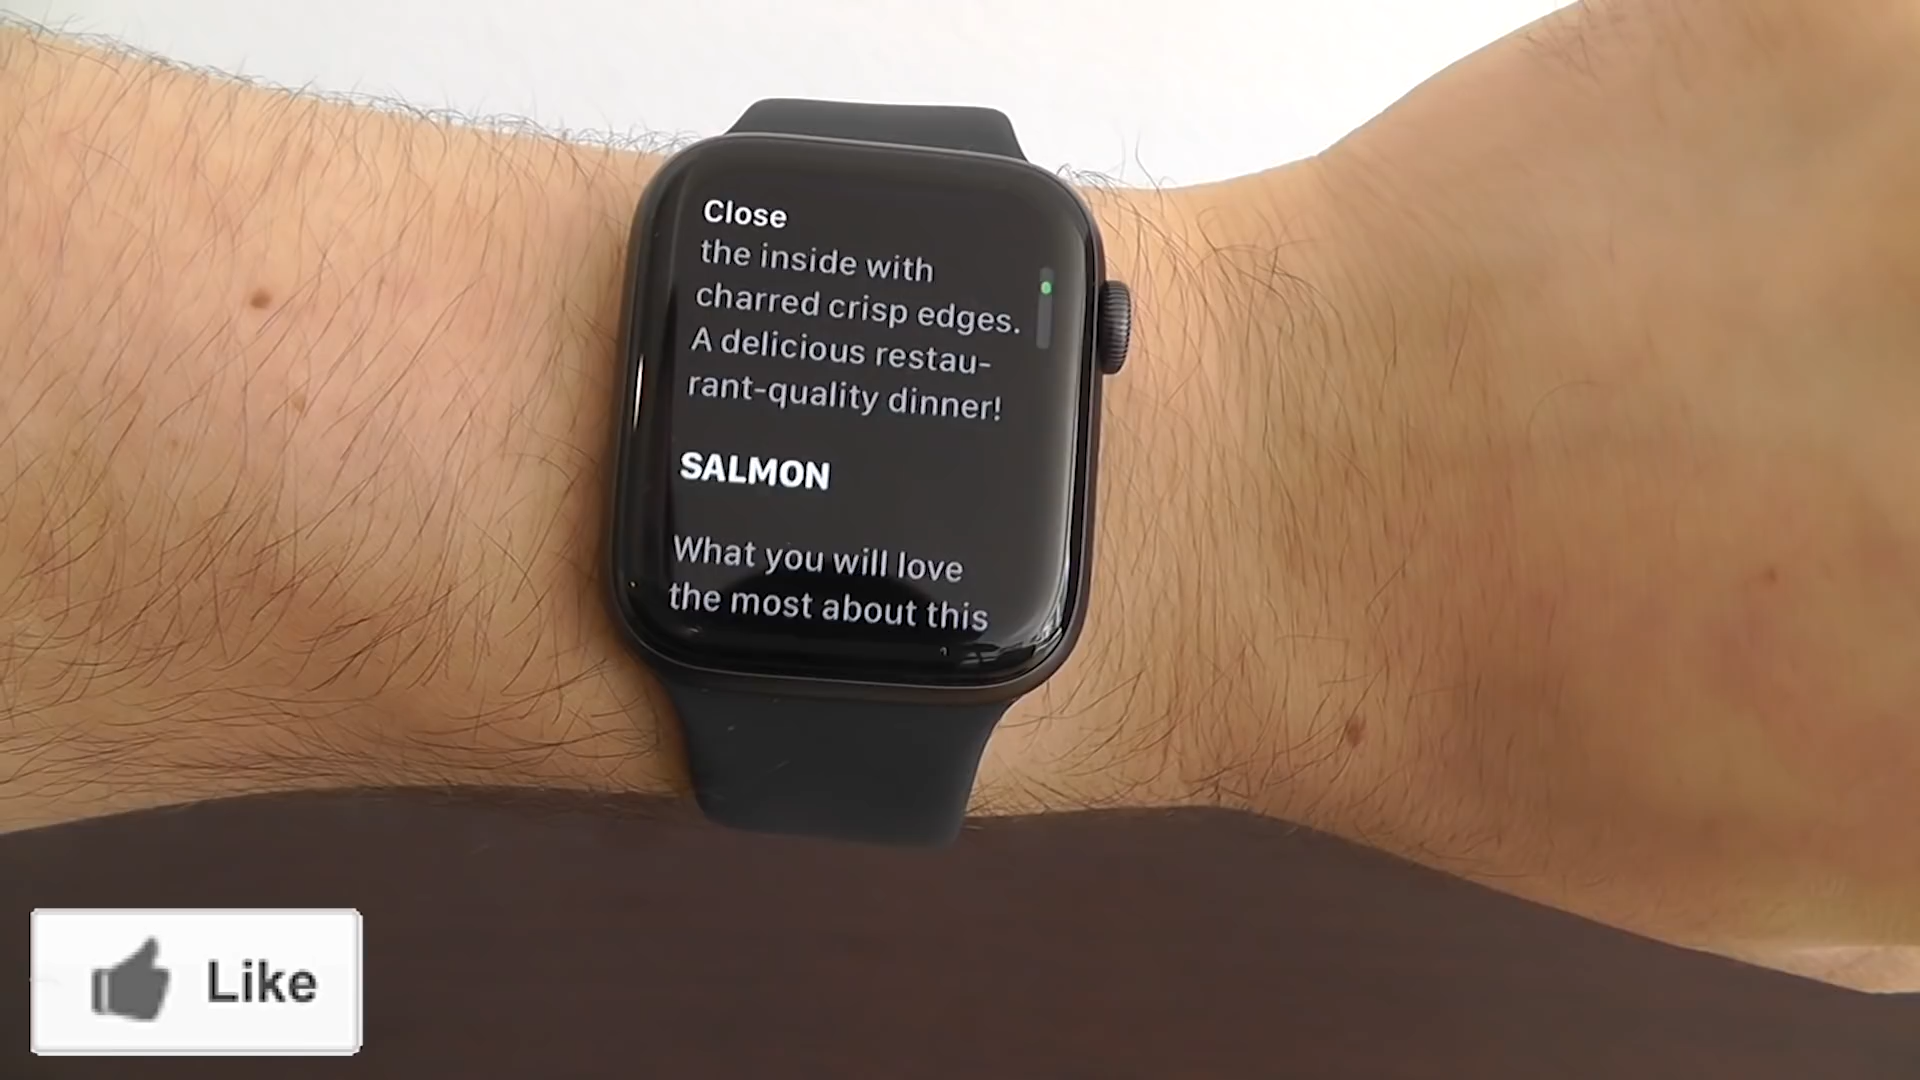 Close
the inside with
charred crisp edges.
A delicious restau-
rant-quality dinner!
SALMON
What you will love
the most about this
Like